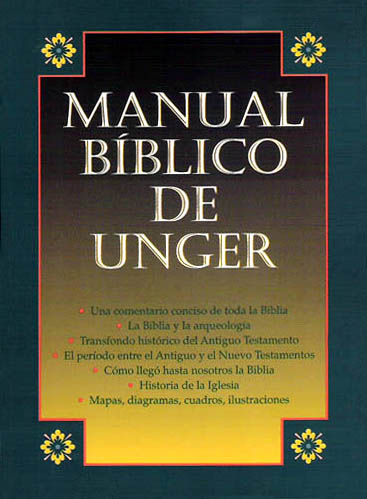 MANUAL
BÍBLICO
DE
UNGER
• Una comentario conciso de toda la Biblia
• La Biblia y la arqueología
• Transfondo histórico del Antiguo Testamento
• El período entre el Antiguo y el Nuevo Testamentos
• Cómo llegó hasta nosotros la Biblia
• Historia de la Iglesia
• Mapas, diagramas, cuadros, ilustraciones